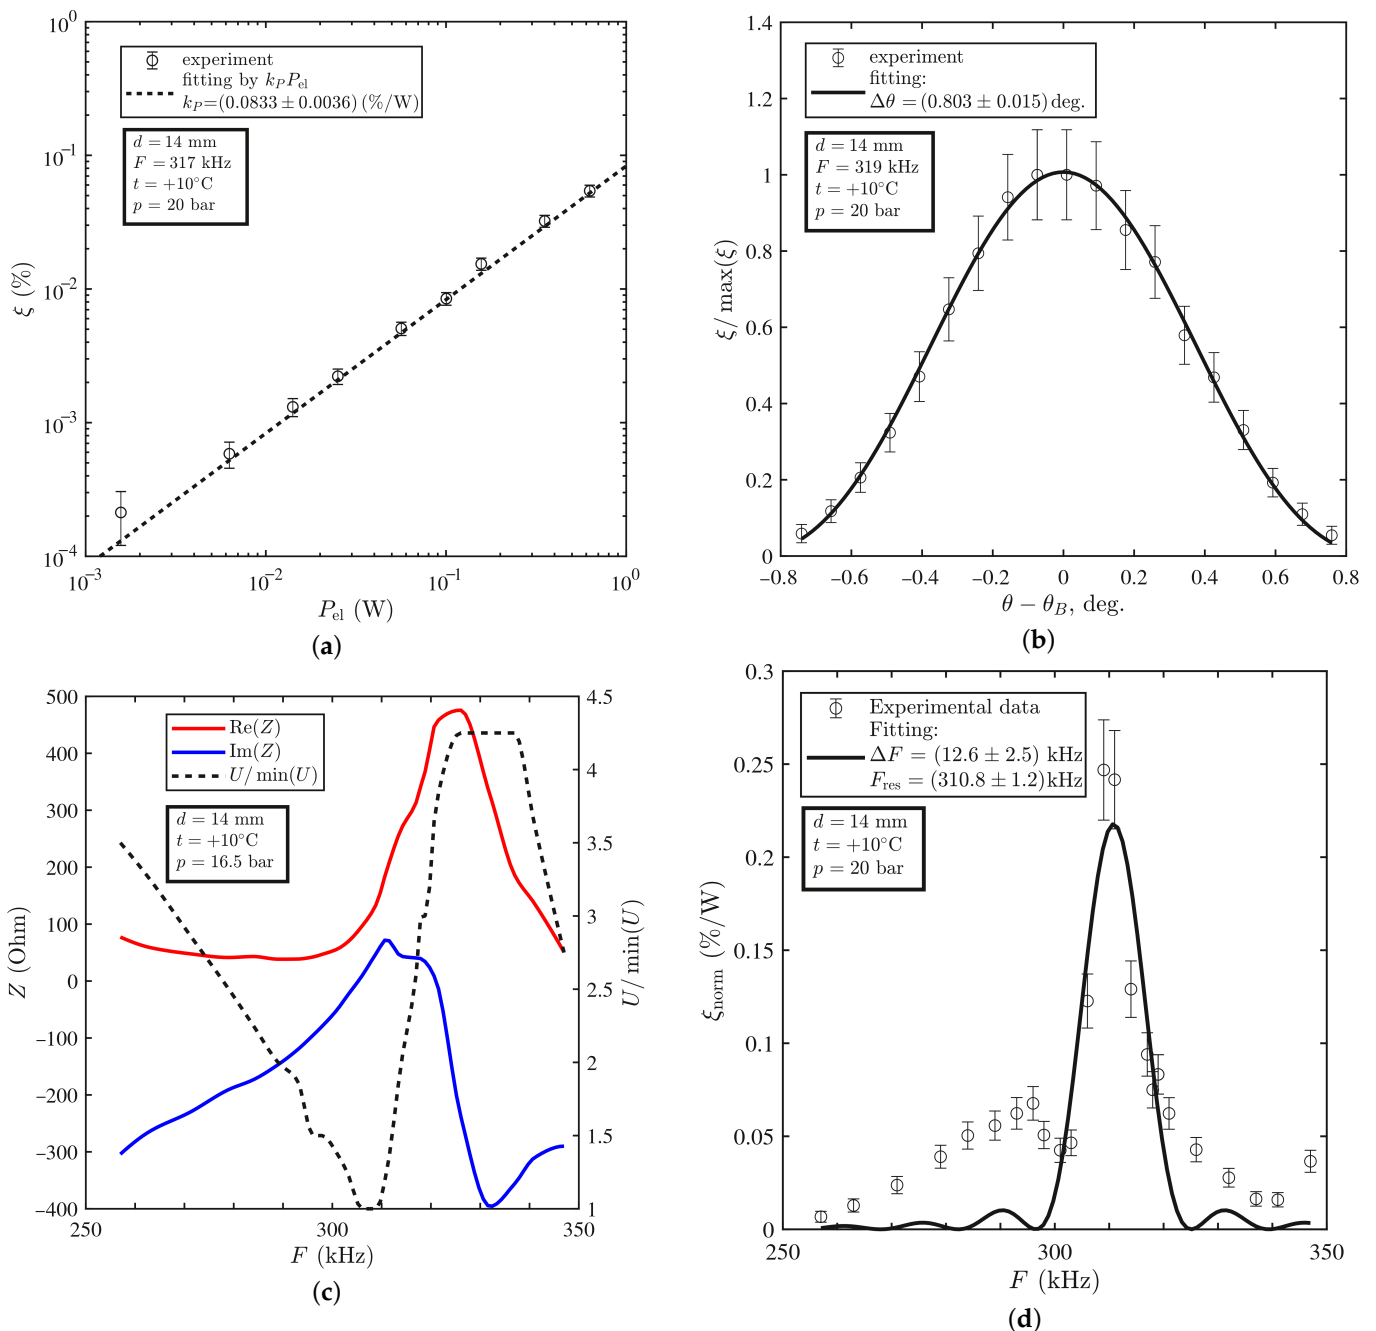 10^0
experiment
fitting by k_P P_el
k_P=(0.0833 ± 0.0036) (%/W)
d = 14 mm
F = 317 kHz
t = +10°C
p = 20 bar
10^−1
10^−2
10^−3
10^−4
ξ (%)
10^−3 10^−2 10^−1 10^0
P_el (W)
(a)
1.4
experiment
fitting:
Δθ = (0.803 ± 0.015) deg.
d = 14 mm
F = 319 kHz
t = +10°C
p = 20 bar
1.2
1
0.8
0.6
0.4
0.2
0
ξ/ max(ξ)
−0.8 −0.6 −0.4 −0.2 0 0.2 0.4 0.6 0.8
θ − θ_B, deg.
(b)
500
400
300
200
100
0
−100
−200
−300
−400
Z (Ohm)
Re(Z)
Im(Z)
U/ min(U)
d = 14 mm
t = +10°C
p = 16.5 bar
4.5
4
3.5
3
2.5
2
1.5
1
U/ min(U)
250 300 350
F (kHz)
(c)
0.3
0.25
0.2
0.15
0.1
0.05
0
ξ_norm (%/W)
Experimental data
Fitting:
ΔF = (12.6 ± 2.5) kHz
F_res = (310.8 ± 1.2)kHz
d = 14 mm
t = +10°C
p = 20 bar
250 300 350
F (kHz)
(d)